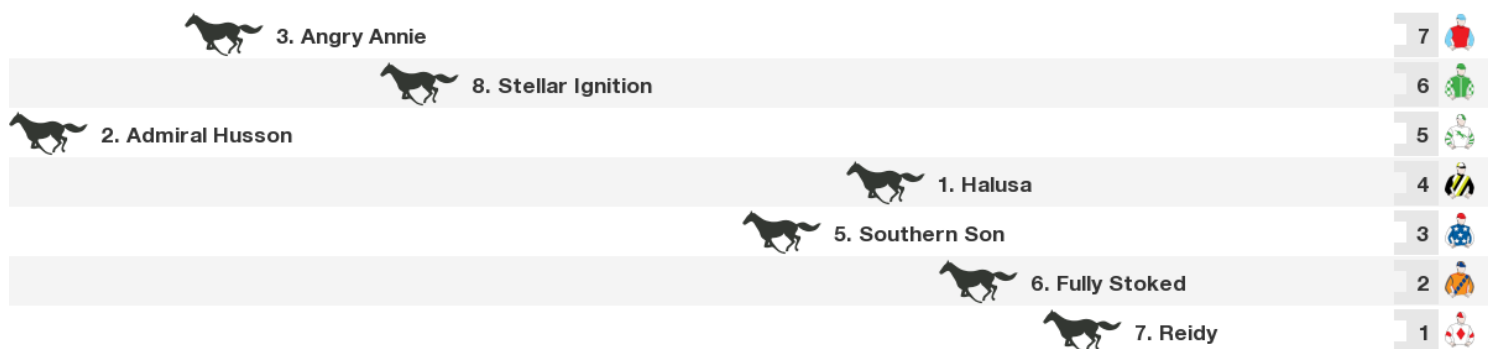 3. Angry Annie 7
8. Stellar Ignition 6
2. Admiral Husson 5
1. Halusa 4
5. Southern Son 3
6. Fully Stoked 2
7. Reidy 1